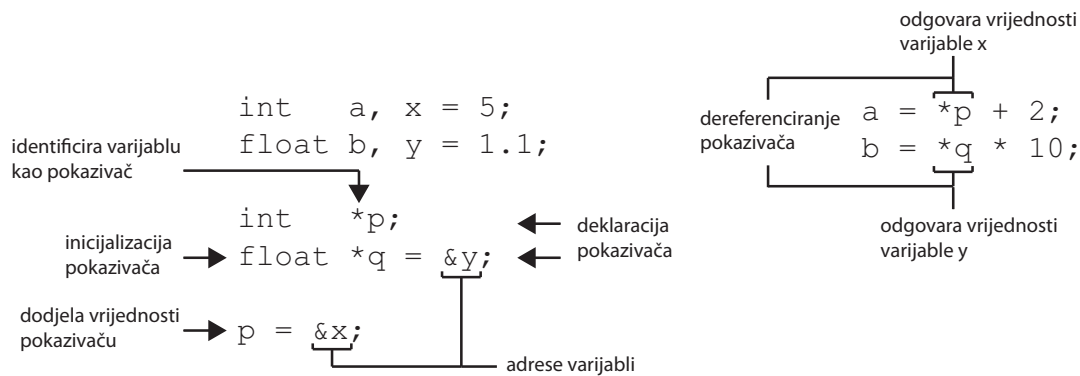 odgovara vrijednosti
varijable x
int a, x = 5;
float b, y = 1.1;
identificira varijablu
kao pokazivač
int *p;
float *q = &y;
inicijalizacija
pokazivača
deklaracija
pokazivača
dodjela vrijednosti
pokazivaču
p = &x;
adrese varijabli
dereferenciranje
pokazivača
a = *p + 2;
b = *q * 10;
odgovara vrijednosti
varijable y